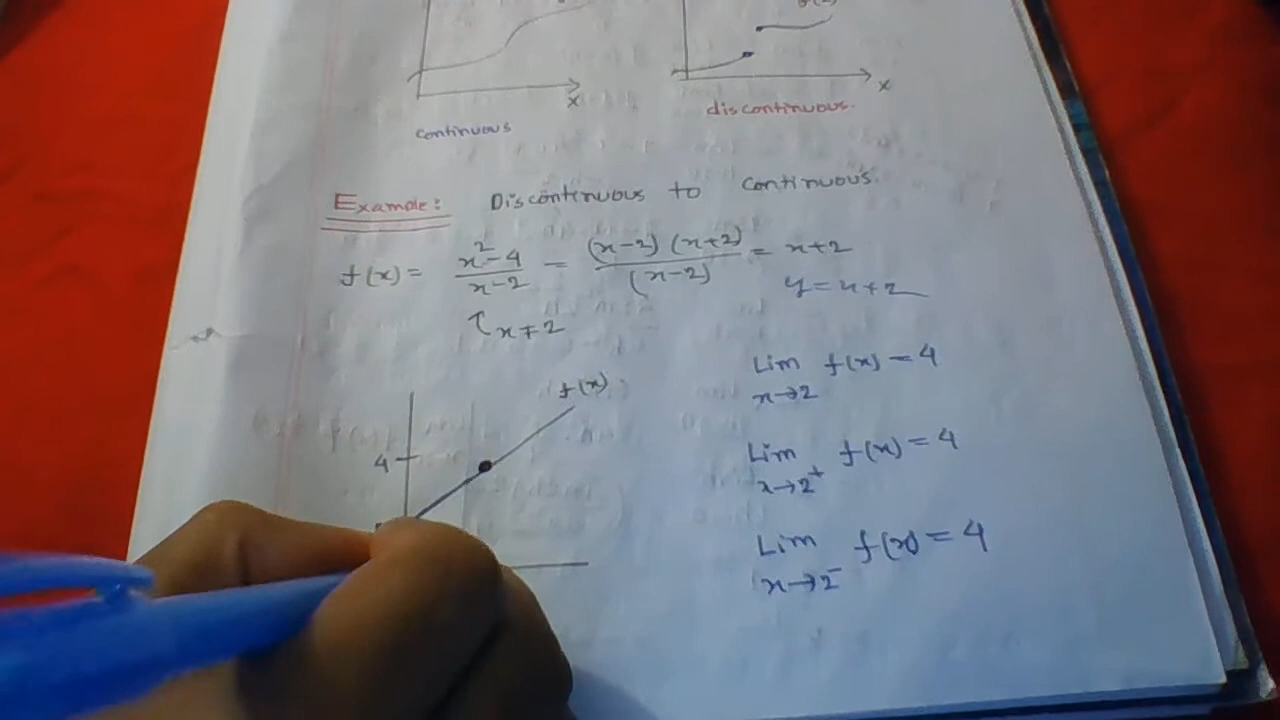 x
x
continuous
discontinuous.
Example: Discontinuous to continuous.
f(x) = x²-4 / x-2 = (x-2) (x+2) / (x-2) = x+2
y = x+2
x≠2
Lim f(x) = 4
x→2
f(x)
4
Lim f(x) = 4
x→2⁺
Lim f(x) = 4
x→2⁻